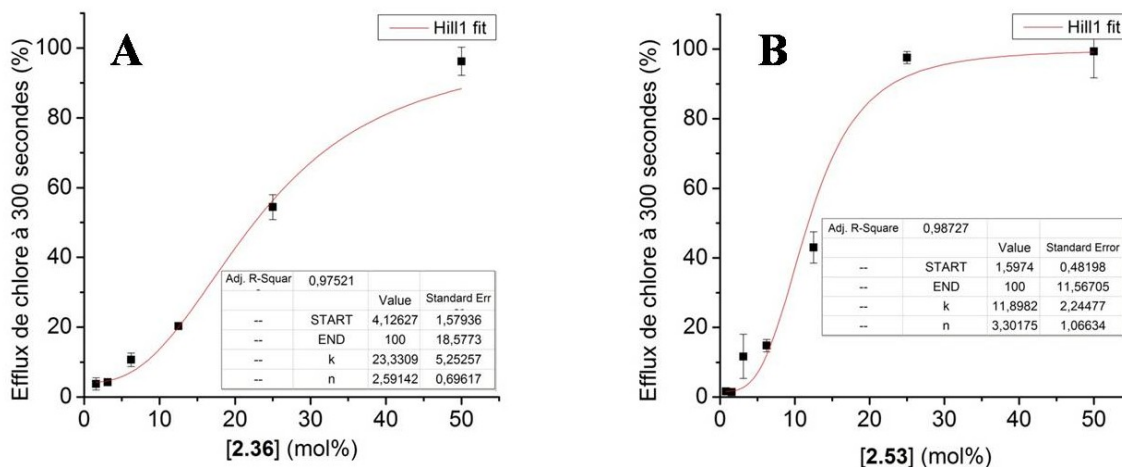 A
Hill1 fit
Efflux de chlore à 300 secondes (%)
100
80
60
40
20
0
Adj. R-Squar 0,97521
Value Standard Err
-- START 4,12627 1,57936
-- END 100 18,5773
-- k 23,3309 5,25257
-- n 2,59142 0,69617
0 10 20 30 40 50
[2.36] (mol%)
B
Hill1 fit
Efflux de chlore à 300 secondes (%)
100
80
60
40
20
0
Adj. R-Square 0,98727
Value Standard Error
-- START 1,5974 0,48198
-- END 100 11,56705
-- k 11,8982 2,24477
-- n 3,30175 1,06634
0 10 20 30 40 50
[2.53] (mol%)